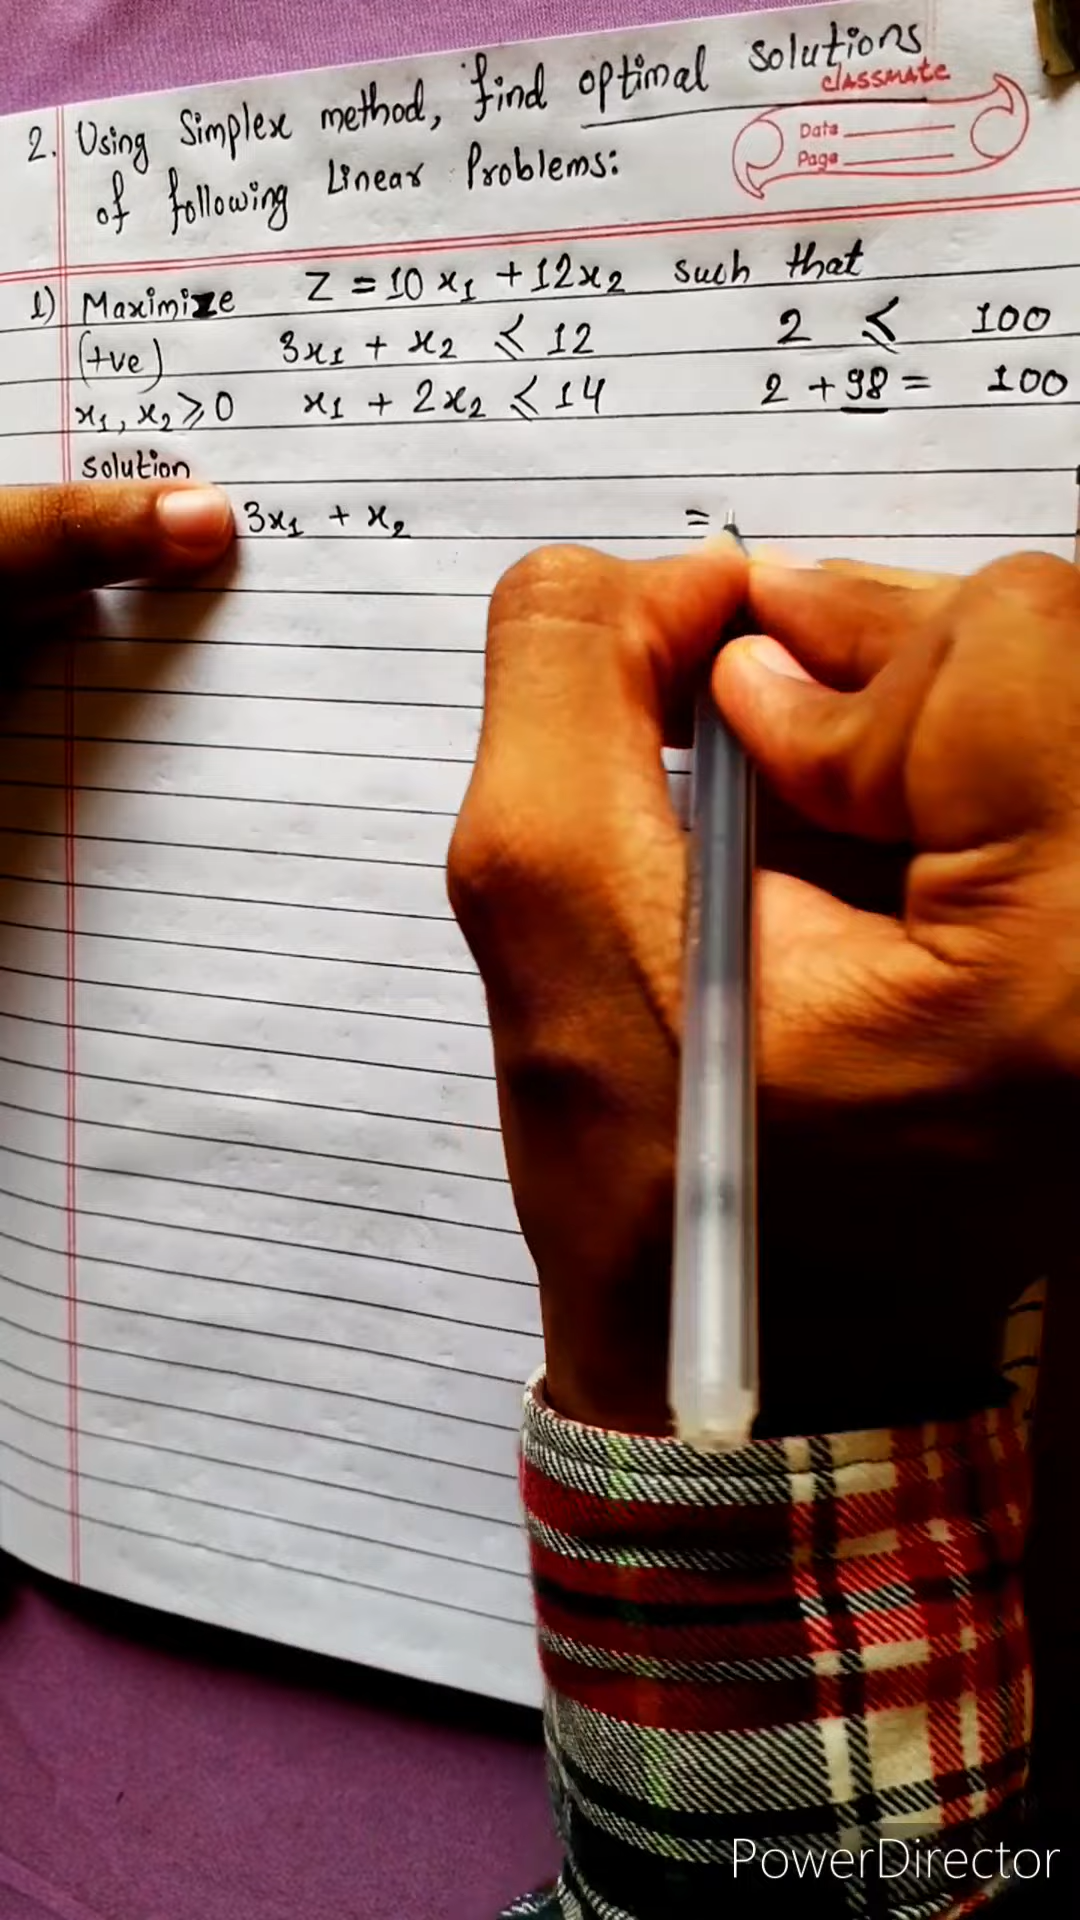 2. Using Simplex method, find optimal solutions
classmate
Date
Page
of following Linear Problems:
1) Maximize Z = 10x₁ + 12x₂ such that
(+ve) 3x₁ + x₂ ≤ 12 2 ≤ 100
x₁, x₂ ≥ 0 x₁ + 2x₂ ≤ 14 2 + 98 = 100
solution
3x₁ + x₂ =
PowerDirector